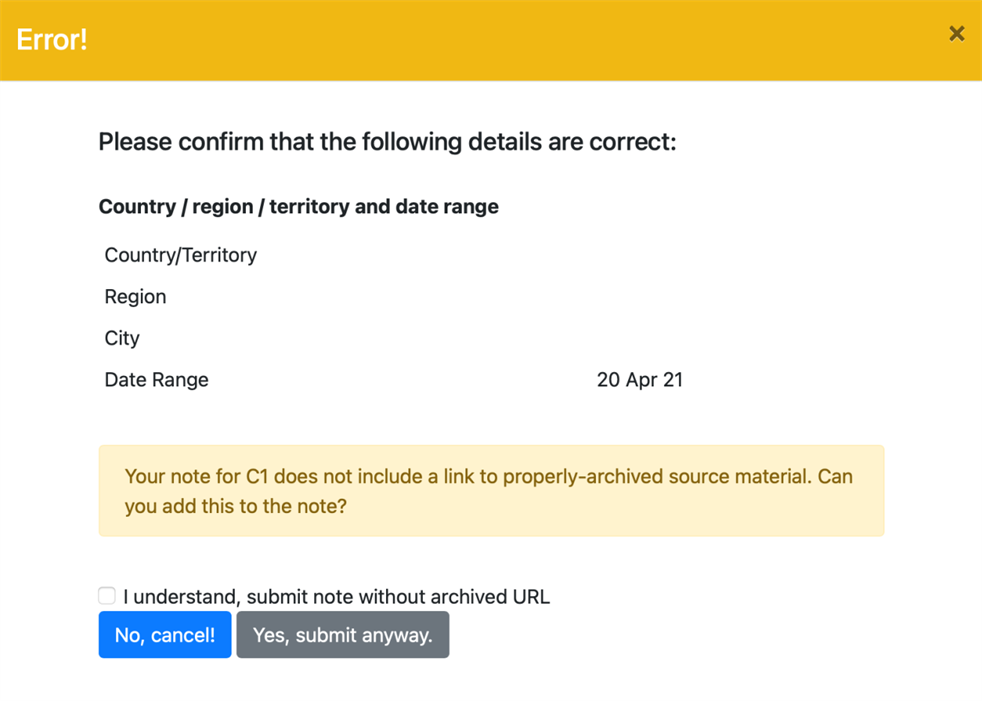 Error!
×
Please confirm that the following details are correct:
Country / region / territory and date range
Country/Territory
Region
City
Date Range 20 Apr 21
Your note for C1 does not include a link to properly-archived source material. Can
you add this to the note?
I understand, submit note without archived URL
No, cancel! Yes, submit anyway.